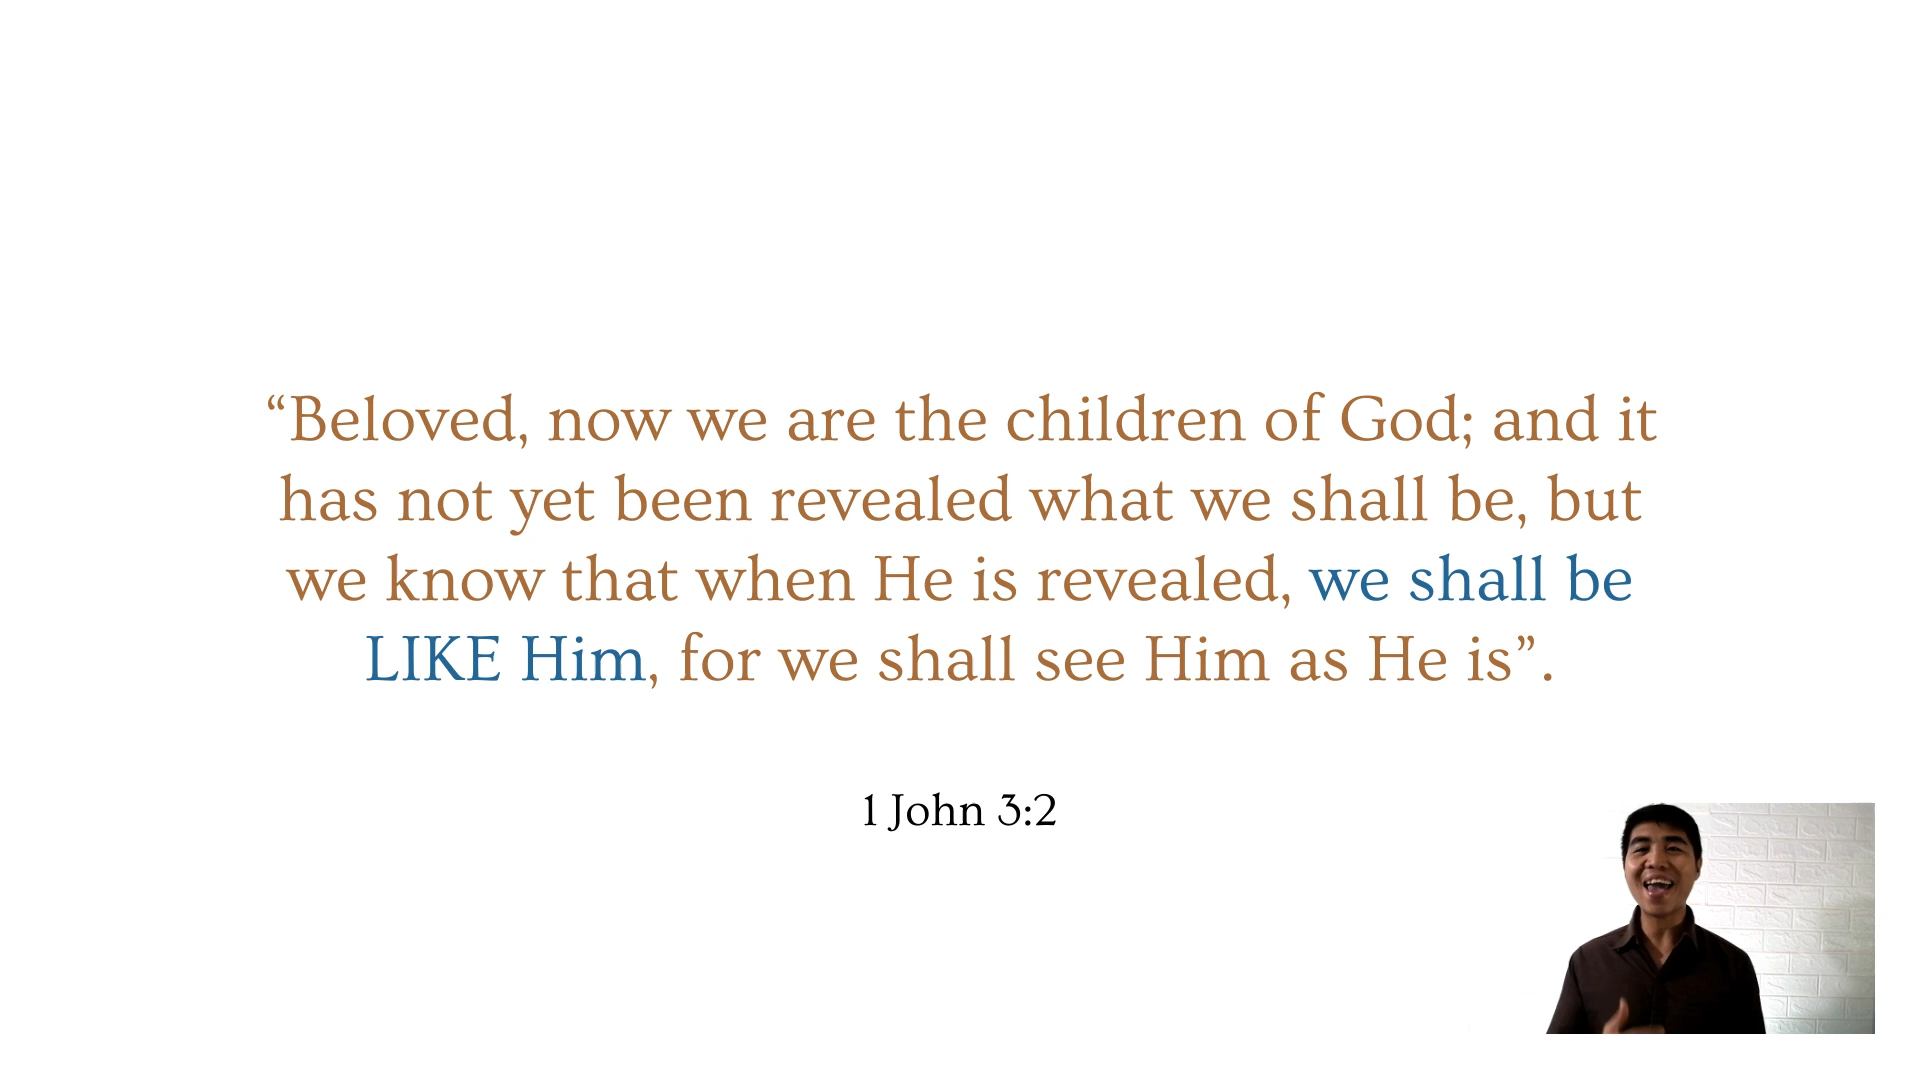 “Beloved, now we are the children of God; and it
has not yet been revealed what we shall be, but
we know that when He is revealed, we shall be
LIKE Him, for we shall see Him as He is”.
1 John 3:2